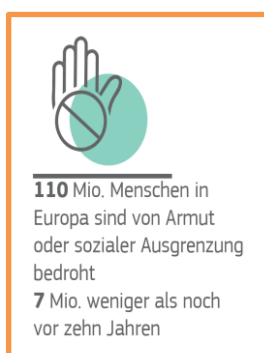 110 Mio. Menschen in
Europa sind von Armut
oder sozialer Ausgrenzung
bedroht
7 Mio. weniger als noch
vor zehn Jahren